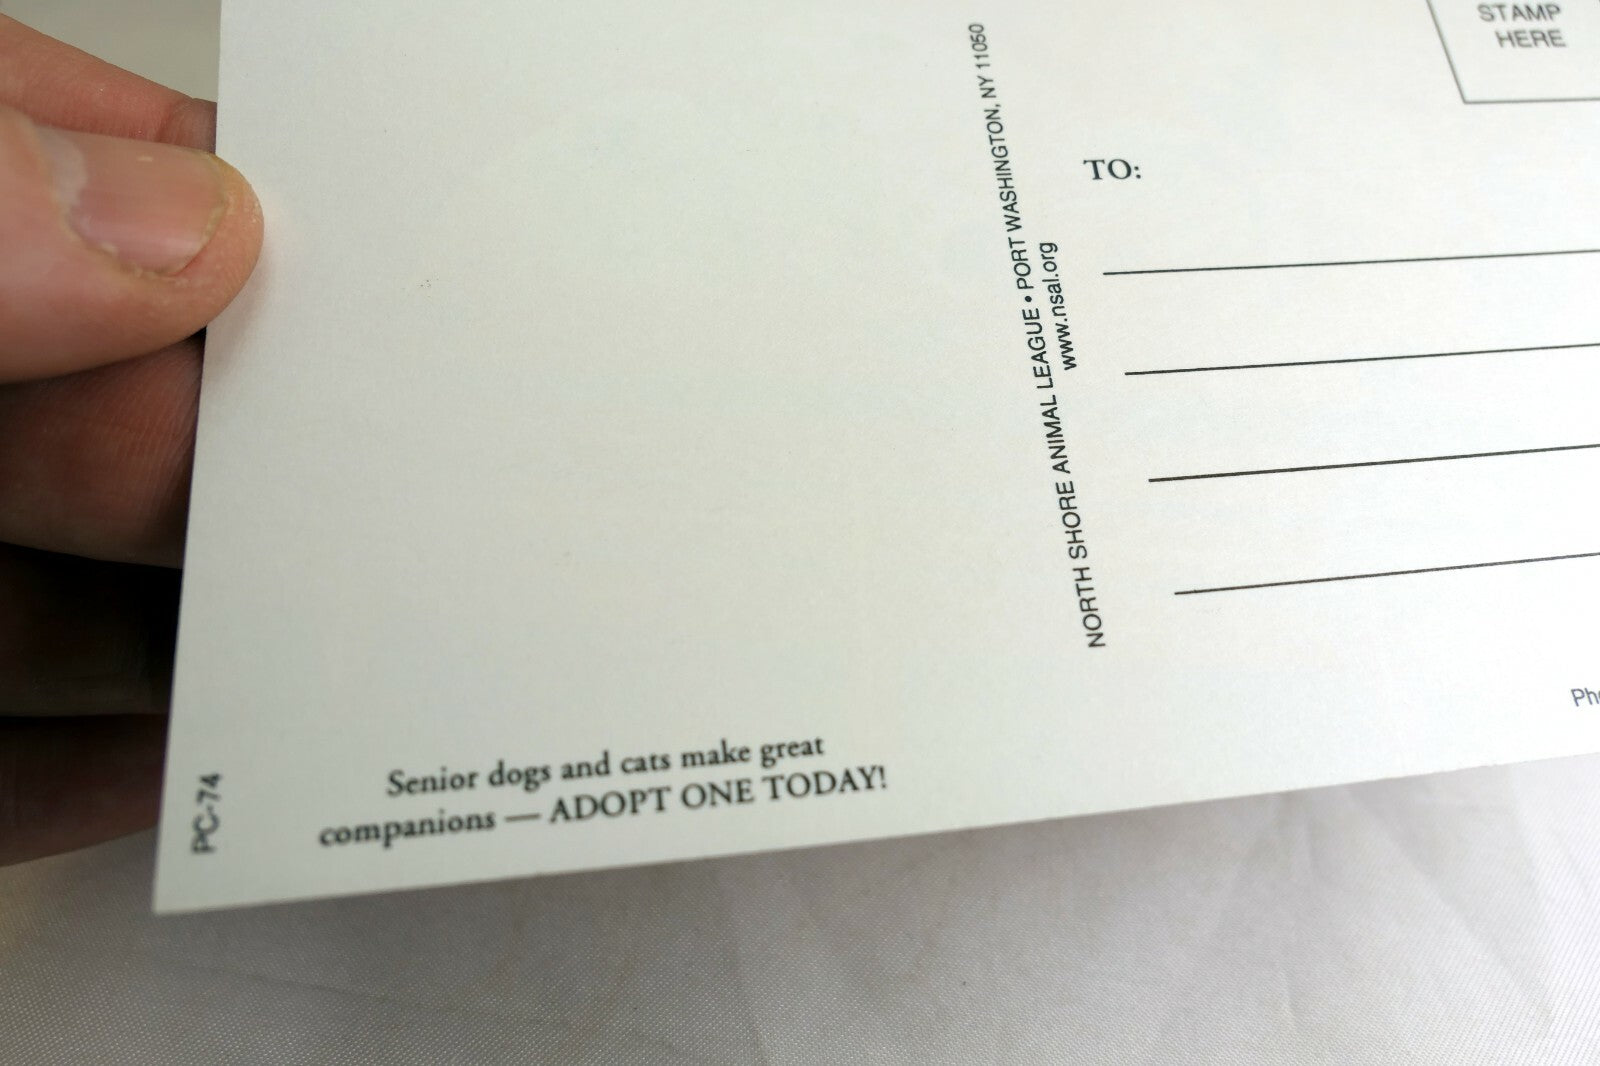 STAMP
HERE
TO:
NORTH SHORE ANIMAL LEAGUE • PORT WASHINGTON, NY 11050
www.nsal.org
Senior dogs and cats make great
companions — ADOPT ONE TODAY!
PC-74